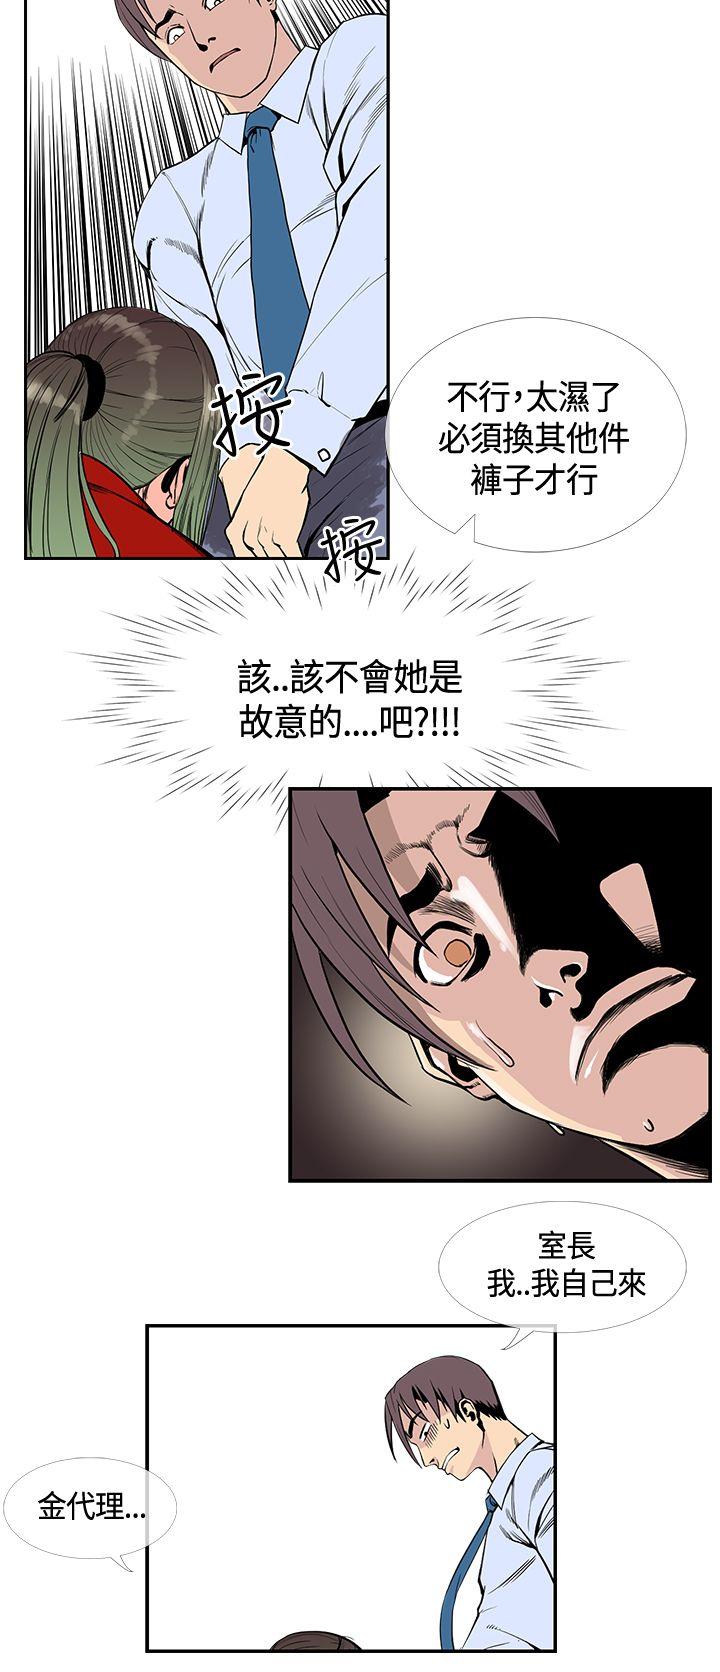 按
不行，太濕了
必須換其他件
褲子才行
按
該..該不會她是
故意的....吧?!!!
室長
我..我自己來
金代理...